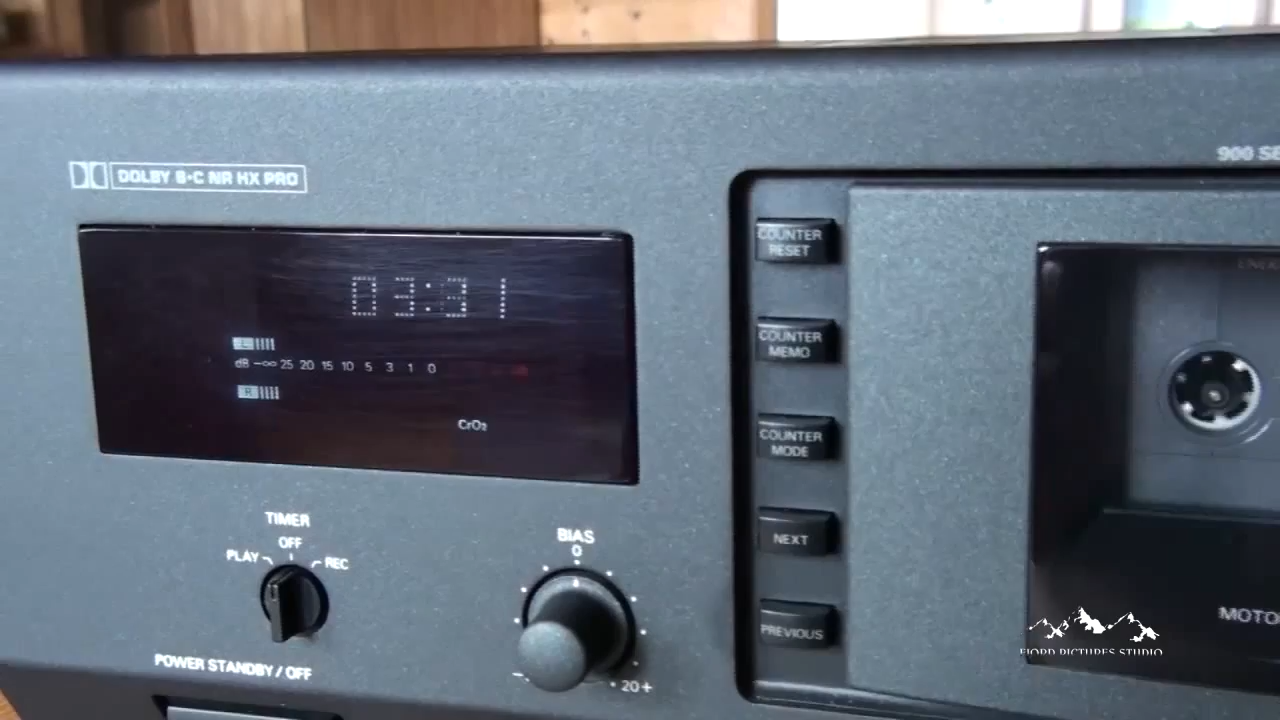 900 SE
DOLBY B·C NR HX PRO
COUNTER
RESET
03:31
L
dB -∞ 25 20 15 10 5 3 1 0
R
COUNTER
MEMO
CrO₂
COUNTER
MODE
TIMER
OFF
PLAY
REC
BIAS
0
NEXT
PREVIOUS
- 20+
POWER STANDBY / OFF
MOTO
FJORD PICTURES STUDIO